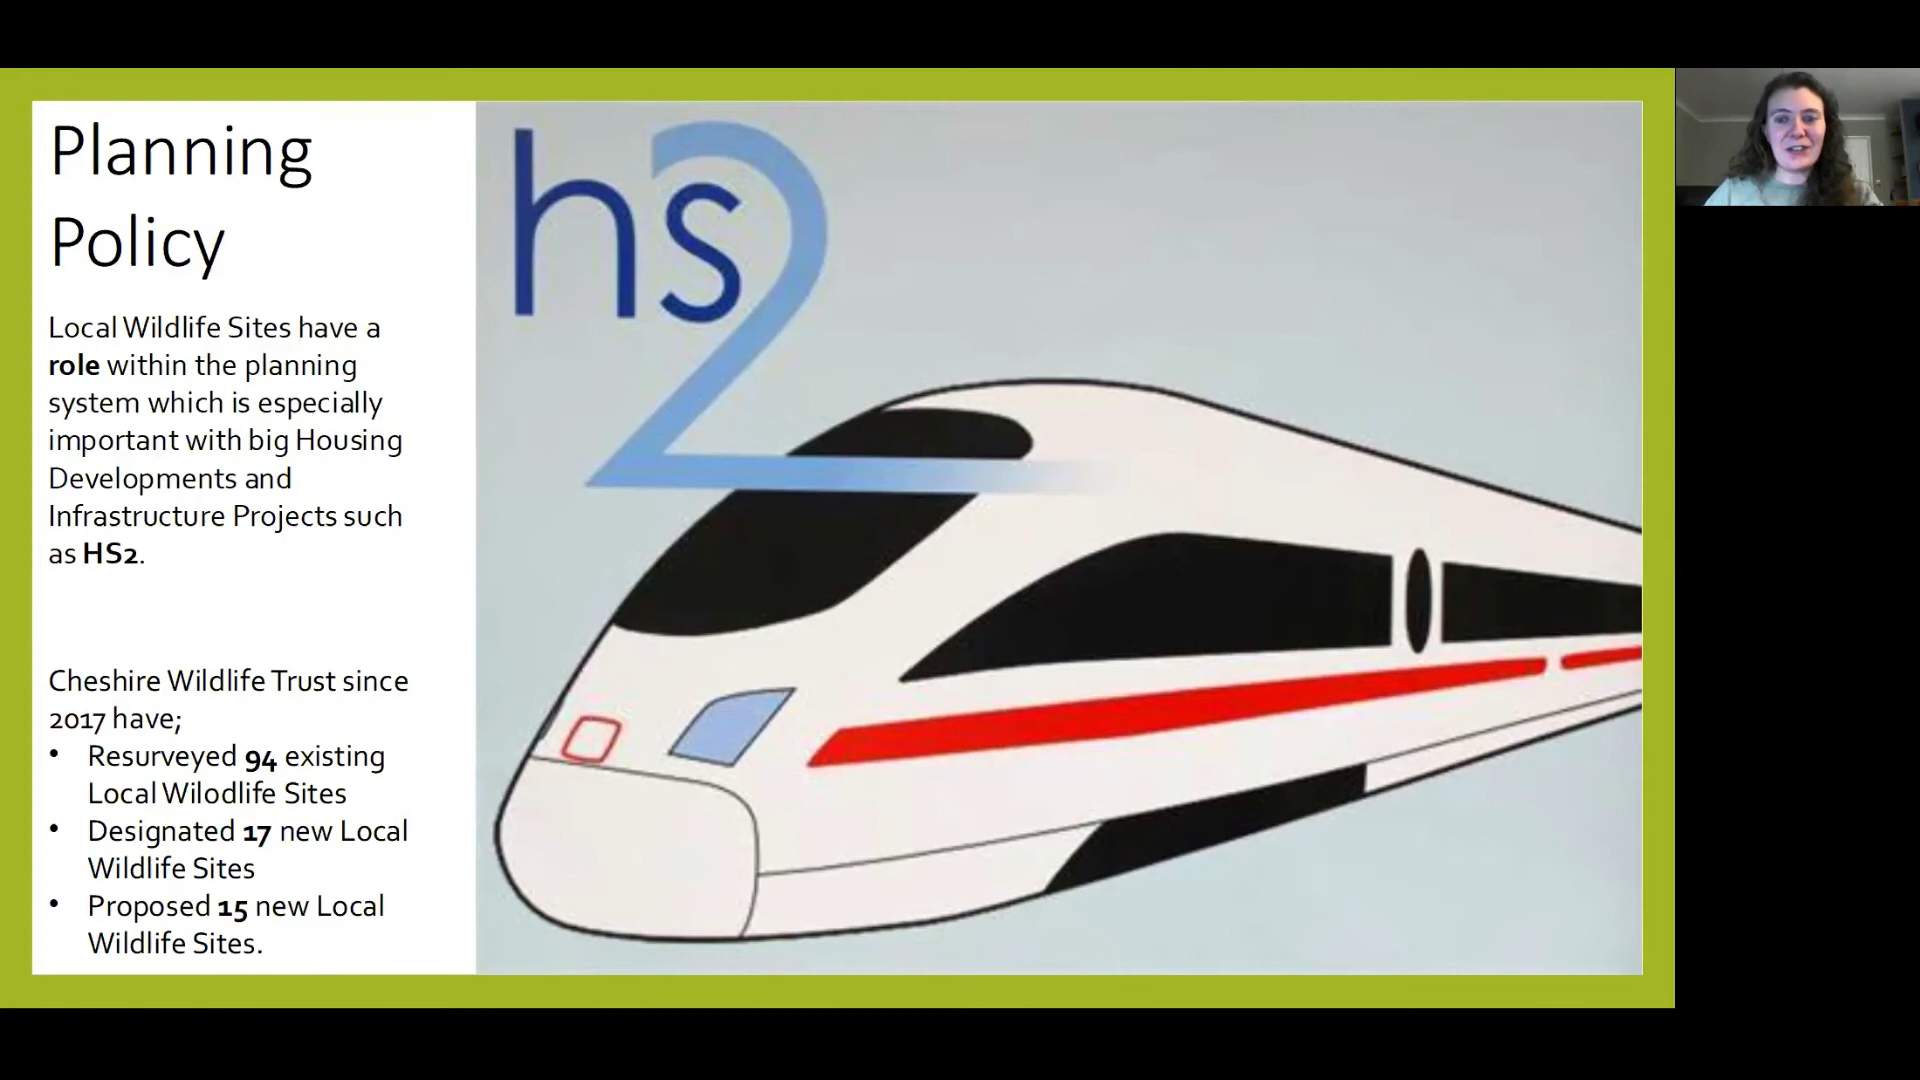 Planning
Policy
Local Wildlife Sites have a
role within the planning
system which is especially
important with big Housing
Developments and
Infrastructure Projects such
as HS2.
Cheshire Wildlife Trust since
2017 have;
• Resurveyed 94 existing
Local Wilodlife Sites
• Designated 17 new Local
Wildlife Sites
• Proposed 15 new Local
Wildlife Sites.
hs2